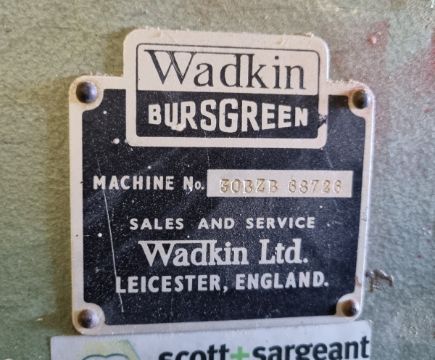 Wadkin
BURSGREEN
MACHINE No. 30BZB 68726
SALES AND SERVICE
Wadkin Ltd.
LEICESTER, ENGLAND.
scott+sargeant